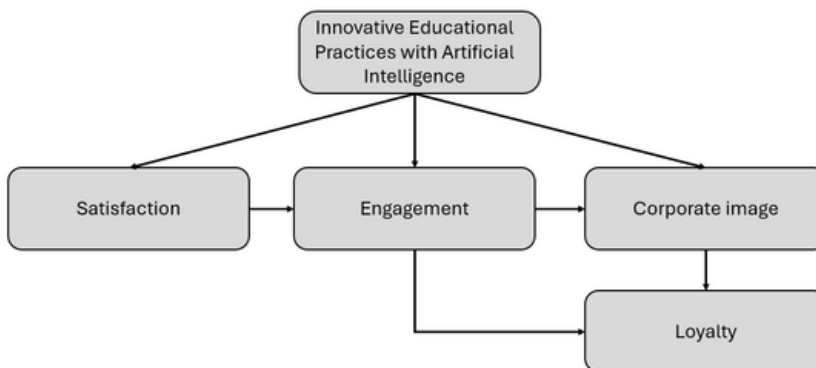 Innovative Educational
Practices with Artificial
Intelligence
Satisfaction
Engagement
Corporate image
Loyalty